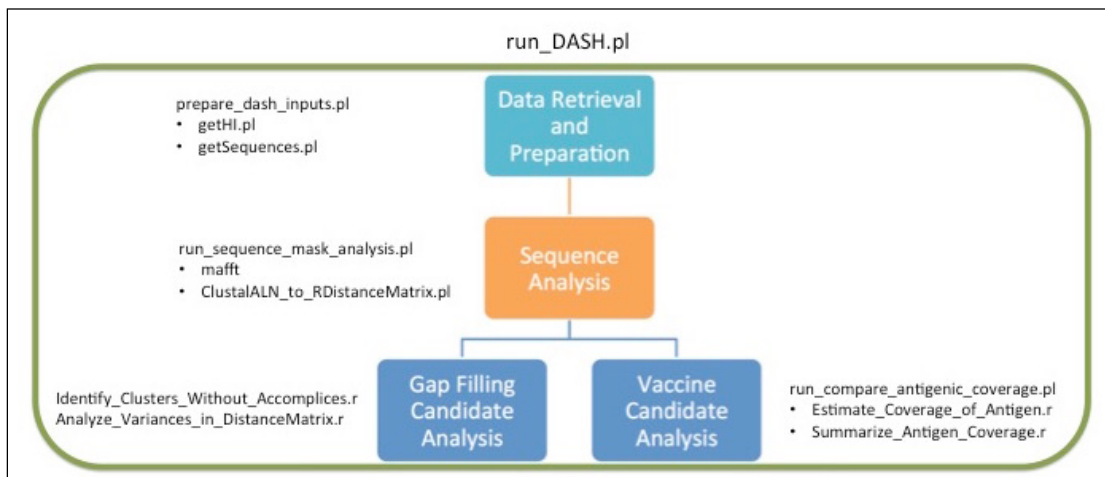 run_DASH.pl
prepare_dash_inputs.pl
• getHI.pl
• getSequences.pl
Data Retrieval
and
Preparation
run_sequence_mask_analysis.pl
• mafft
• ClustalALN_to_RDistanceMatrix.pl
Sequence
Analysis
Identify_Clusters_Without_Accomplices.r
Analyze_Variances_in_DistanceMatrix.r
Gap Filling
Candidate
Analysis
Vaccine
Candidate
Analysis
run_compare_antigenic_coverage.pl
• Estimate_Coverage_of_Antigen.r
• Summarize_Antigen_Coverage.r